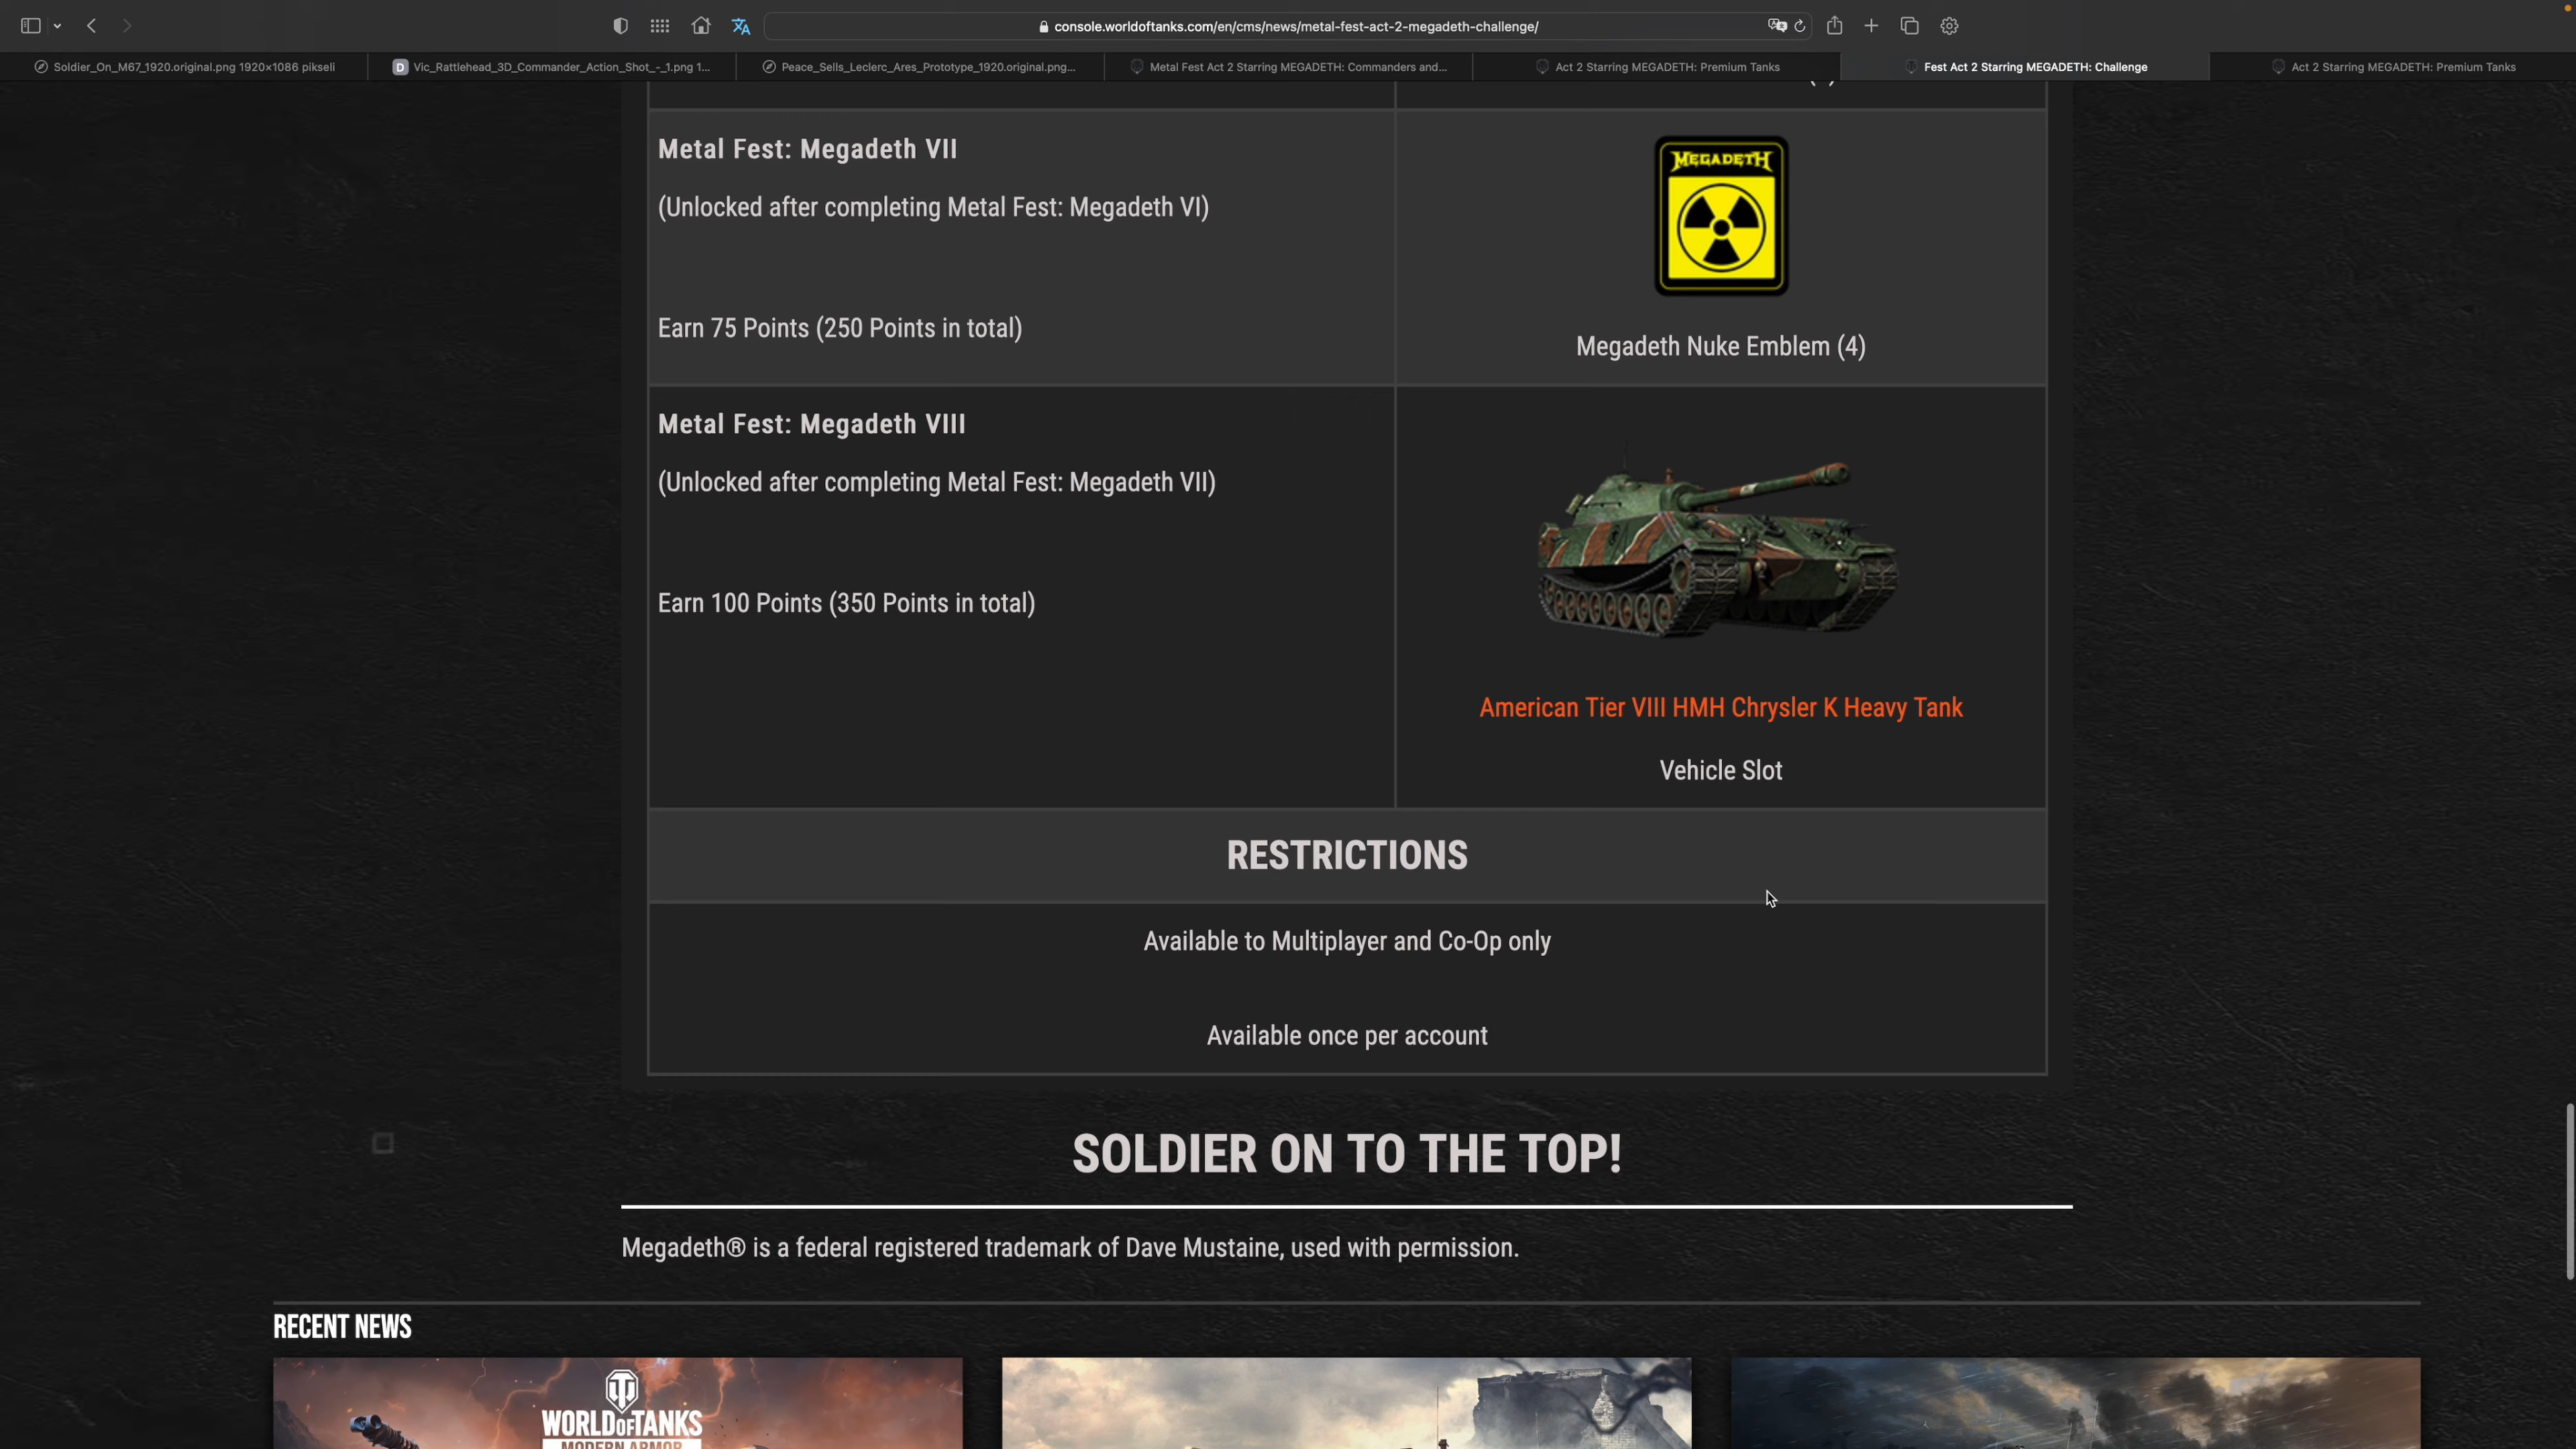 console.worldoftanks.com/en/cms/news/metal-fest-act-2-megadeth-challenge/
Soldier_On_M67_1920.original.png 1920×1086 pikseli
D Vic_Rattlehead_3D_Commander_Action_Shot_-_1.png 1...
Peace_Sells_Leclerc_Ares_Prototype_1920.original.png...
Metal Fest Act 2 Starring MEGADETH: Commanders and...
Act 2 Starring MEGADETH: Premium Tanks
Fest Act 2 Starring MEGADETH: Challenge
Act 2 Starring MEGADETH: Premium Tanks
Metal Fest: Megadeth VII
(Unlocked after completing Metal Fest: Megadeth VI)
Earn 75 Points (250 Points in total)
MEGADETH
Megadeth Nuke Emblem (4)
Metal Fest: Megadeth VIII
(Unlocked after completing Metal Fest: Megadeth VII)
Earn 100 Points (350 Points in total)
American Tier VIII HMH Chrysler K Heavy Tank
Vehicle Slot
RESTRICTIONS
Available to Multiplayer and Co-Op only
Available once per account
SOLDIER ON TO THE TOP!
Megadeth® is a federal registered trademark of Dave Mustaine, used with permission.
RECENT NEWS
WORLD OF TANKS
MODERN ARMOR